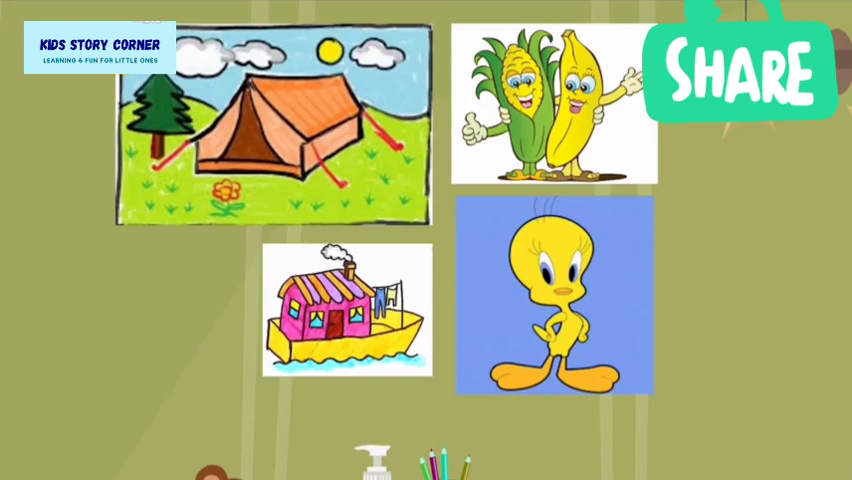 KIDS STORY CORNER
LEARNING & FUN FOR LITTLE ONES
SHARE